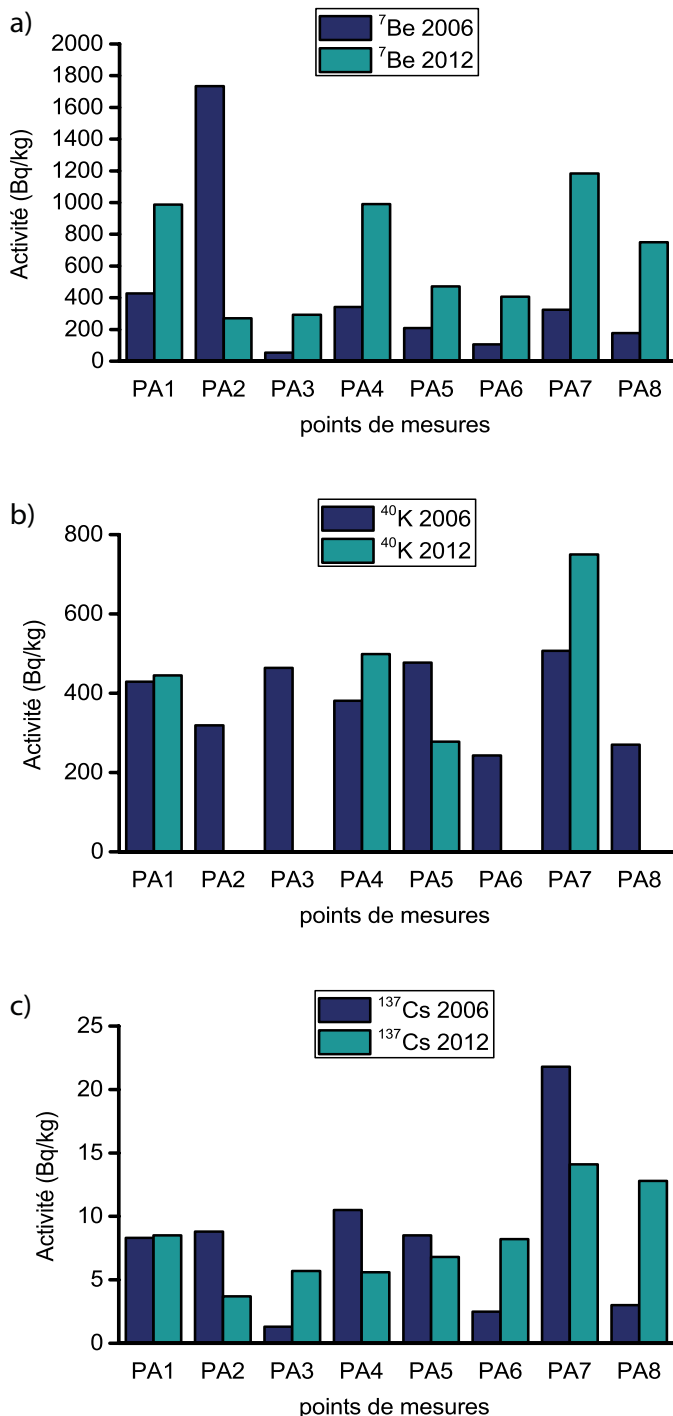 a)
⁷Be 2006
⁷Be 2012
Activité (Bq/kg)
2000
1800
1600
1400
1200
1000
800
600
400
200
0
PA1 PA2 PA3 PA4 PA5 PA6 PA7 PA8
points de mesures
b)
⁴⁰K 2006
⁴⁰K 2012
Activité (Bq/kg)
800
600
400
200
0
PA1 PA2 PA3 PA4 PA5 PA6 PA7 PA8
points de mesures
c)
¹³⁷Cs 2006
¹³⁷Cs 2012
Activité (Bq/kg)
25
20
15
10
5
0
PA1 PA2 PA3 PA4 PA5 PA6 PA7 PA8
points de mesures